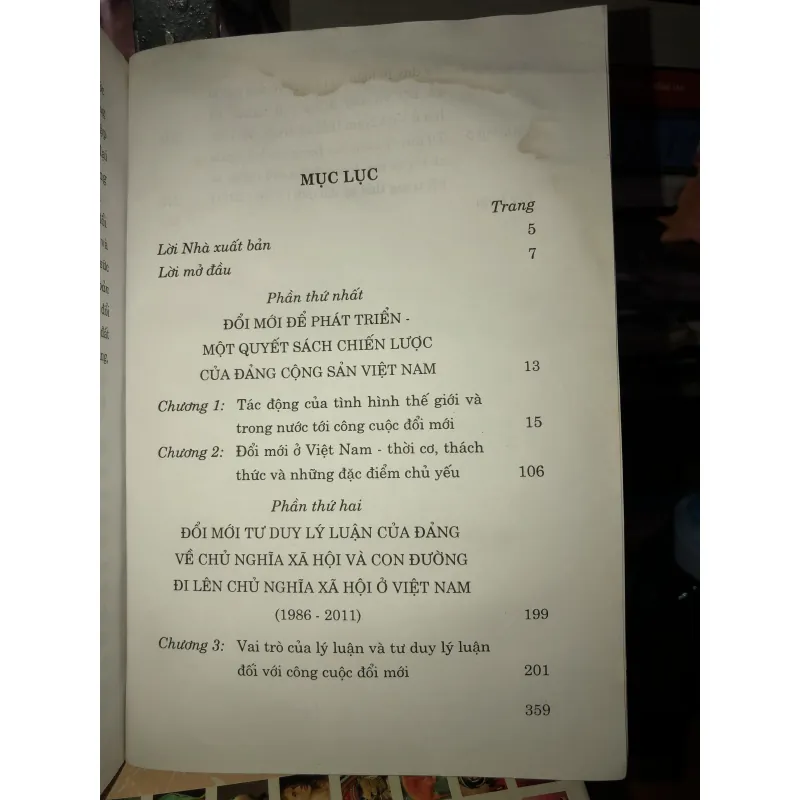 MỤC LỤC
Trang
Lời Nhà xuất bản 5
Lời mở đầu 7
Phần thứ nhất
ĐỔI MỚI ĐỂ PHÁT TRIỂN -
MỘT QUYẾT SÁCH CHIẾN LƯỢC
CỦA ĐẢNG CỘNG SẢN VIỆT NAM 13
Chương 1: Tác động của tình hình thế giới và
trong nước tới công cuộc đổi mới 15
Chương 2: Đổi mới ở Việt Nam - thời cơ, thách
thức và những đặc điểm chủ yếu 106
Phần thứ hai
ĐỔI MỚI TƯ DUY LÝ LUẬN CỦA ĐẢNG
VỀ CHỦ NGHĨA XÃ HỘI VÀ CON ĐƯỜNG
ĐI LÊN CHỦ NGHĨA XÃ HỘI Ở VIỆT NAM
(1986 - 2011) 199
Chương 3: Vai trò của lý luận và tư duy lý luận
đối với công cuộc đổi mới 201
359